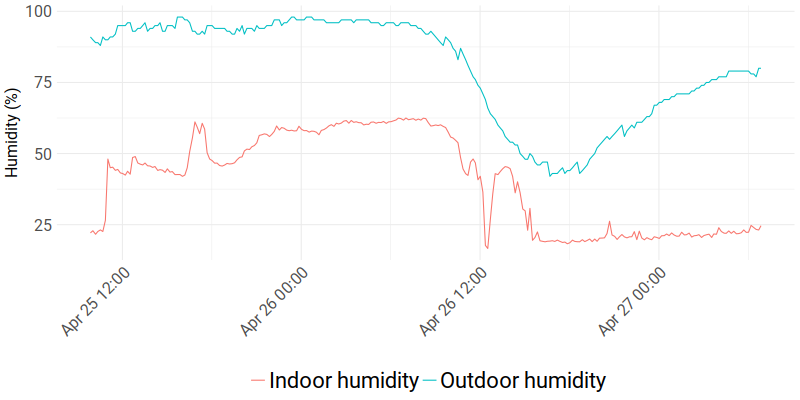 100
75
50
25
Humidity (%)
Apr 25 12:00
Apr 26 00:00
Apr 26 12:00
Apr 27 00:00
Indoor humidity
Outdoor humidity